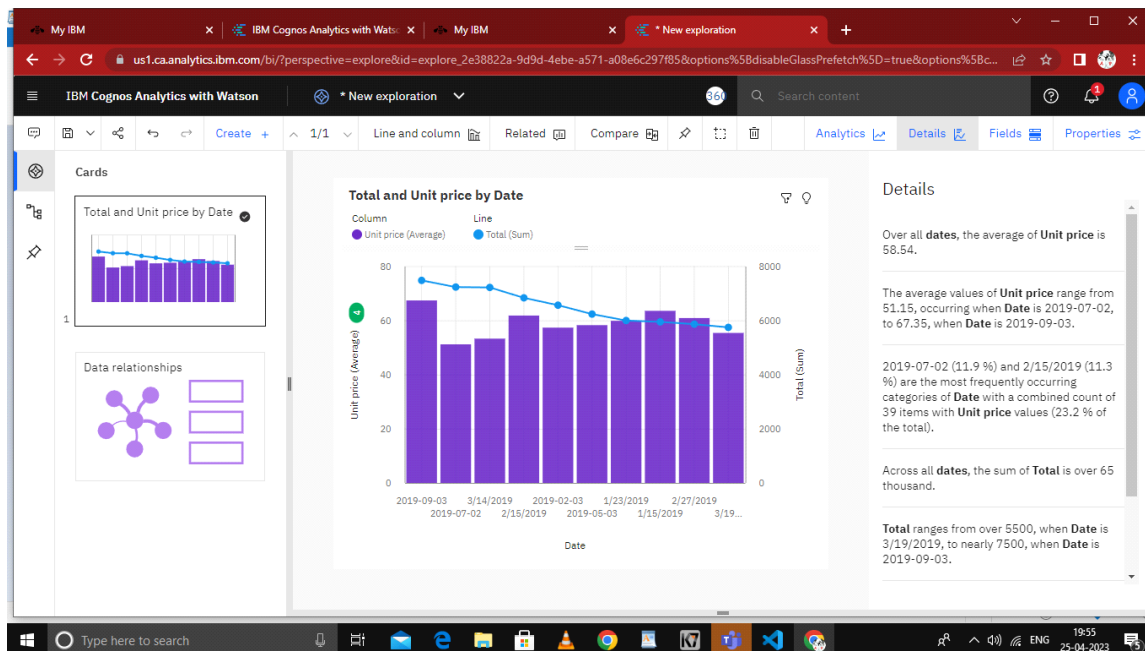 My IBM
IBM Cognos Analytics with Wats
My IBM
* New exploration
us1.ca.analytics.ibm.com/bi/?perspective=explore&id=explore_2e38822a-9d9d-4ebe-a571-a08e6c297f85&options%5BdisableGlassPrefetch%5D=true&options%5Bc...
IBM Cognos Analytics with Watson
* New exploration
360
Search content
1
Create +
1/1
Line and column
Related
Compare
Analytics
Details
Fields
Properties
Cards
Total and Unit price by Date
1
Data relationships
Total and Unit price by Date
Column
Line
Unit price (Average)
Total (Sum)
80
60
40
20
0
Unit price (Average)
8000
6000
4000
2000
0
Total (Sum)
2019-09-03 3/14/2019 2019-02-03 1/23/2019 2/27/2019
2019-07-02 2/15/2019 2019-05-03 1/15/2019 3/19...
Date
Details
Over all dates, the average of Unit price is
58.54.
The average values of Unit price range from
51.15, occurring when Date is 2019-07-02,
to 67.35, when Date is 2019-09-03.
2019-07-02 (11.9 %) and 2/15/2019 (11.3
%) are the most frequently occurring
categories of Date with a combined count of
39 items with Unit price values (23.2 % of
the total).
Across all dates, the sum of Total is over 65
thousand.
Total ranges from over 5500, when Date is
3/19/2019, to nearly 7500, when Date is
2019-09-03.
Type here to search
ENG
19:55
25-04-2023
5